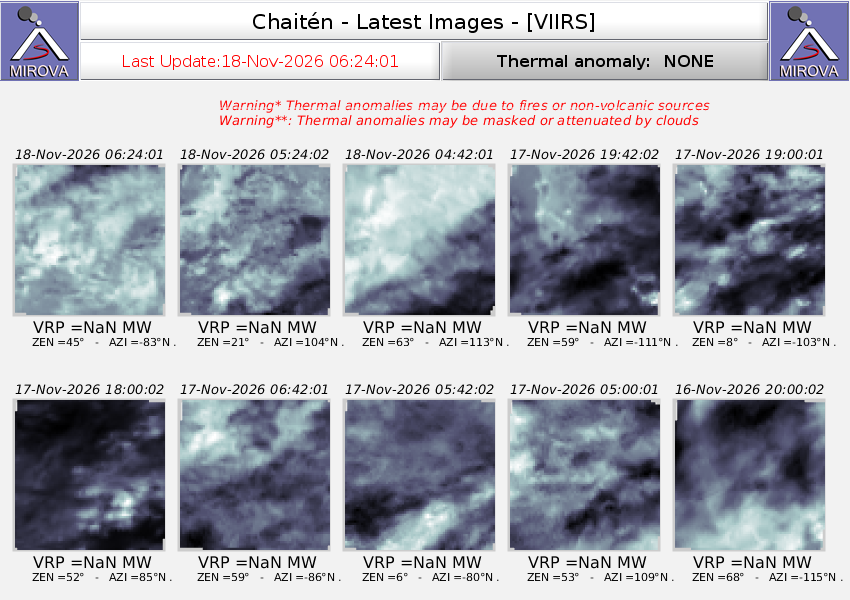 Chaitén - Latest Images - [VIIRS]
MIROVA
MIROVA
Last Update:18-Nov-2026 06:24:01
Thermal anomaly:  NONE
Warning* Thermal anomalies may be due to fires or non-volcanic sources
Warning**: Thermal anomalies may be masked or attenuated by clouds
18-Nov-2026 06:24:01 18-Nov-2026 05:24:02 18-Nov-2026 04:42:01 17-Nov-2026 19:42:02 17-Nov-2026 19:00:01
VRP =NaN MW VRP =NaN MW VRP =NaN MW VRP =NaN MW VRP =NaN MW
ZEN =45° - AZI =-83°N . ZEN =21° - AZI =104°N . ZEN =63° - AZI =113°N . ZEN =59° - AZI =-111°N . ZEN =8° - AZI =-103°N .
17-Nov-2026 18:00:02 17-Nov-2026 06:42:01 17-Nov-2026 05:42:02 17-Nov-2026 05:00:01 16-Nov-2026 20:00:02
VRP =NaN MW VRP =NaN MW VRP =NaN MW VRP =NaN MW VRP =NaN MW
ZEN =52° - AZI =85°N . ZEN =59° - AZI =-86°N . ZEN =6° - AZI =-80°N . ZEN =53° - AZI =109°N . ZEN =68° - AZI =-115°N .